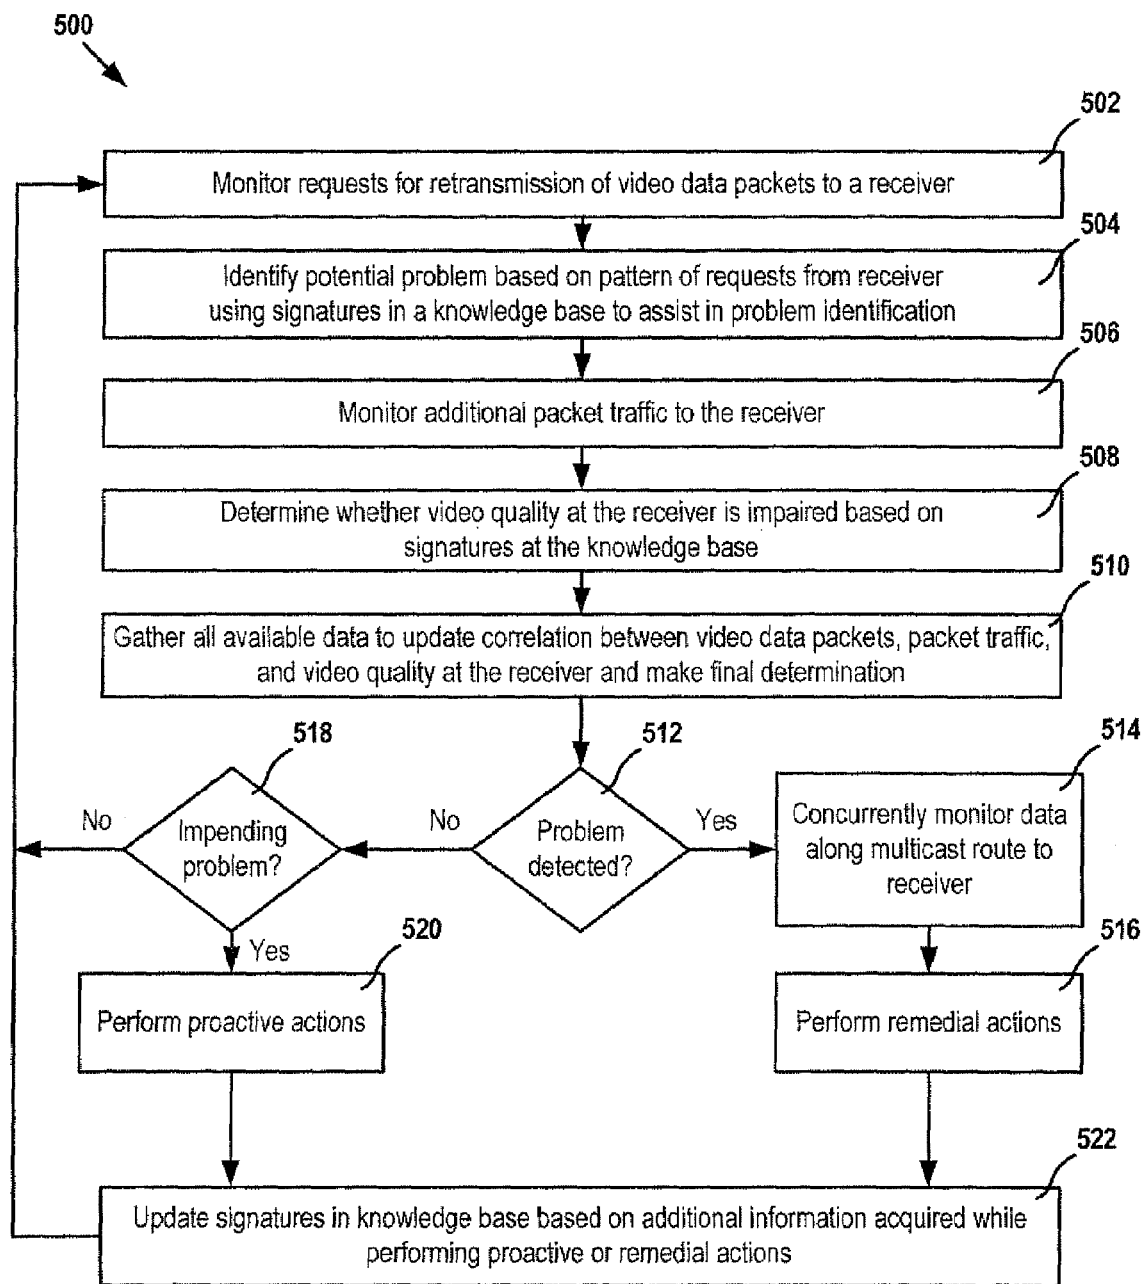 500
502
Monitor requests for retransmission of video data packets to a receiver
504
Identify potential problem based on pattern of requests from receiver
using signatures in a knowledge base to assist in problem identification
506
Monitor additional packet traffic to the receiver
508
Determine whether video quality at the receiver is impaired based on
signatures at the knowledge base
510
Gather all available data to update correlation between video data packets, packet traffic,
and video quality at the receiver and make final determination
518
512
514
No
Impending
problem?
No
Problem
detected?
Yes
Concurrently monitor data
along multicast route to
receiver
Yes
520
516
Perform proactive actions
Perform remedial actions
522
Update signatures in knowledge base based on additional information acquired while
performing proactive or remedial actions